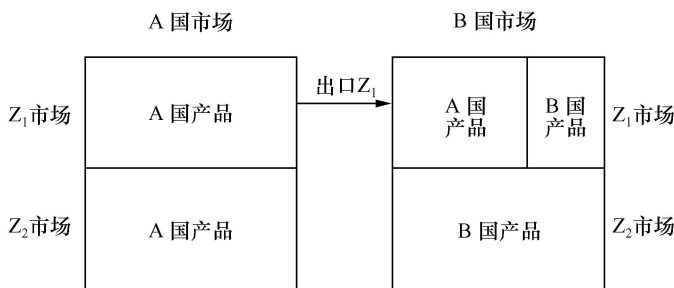 A 国市场
B 国市场
出口Z₁
Z₁市场
A 国产品
A 国
产品
B 国
产品
Z₁市场
Z₂市场
A 国产品
B 国产品
Z₂市场